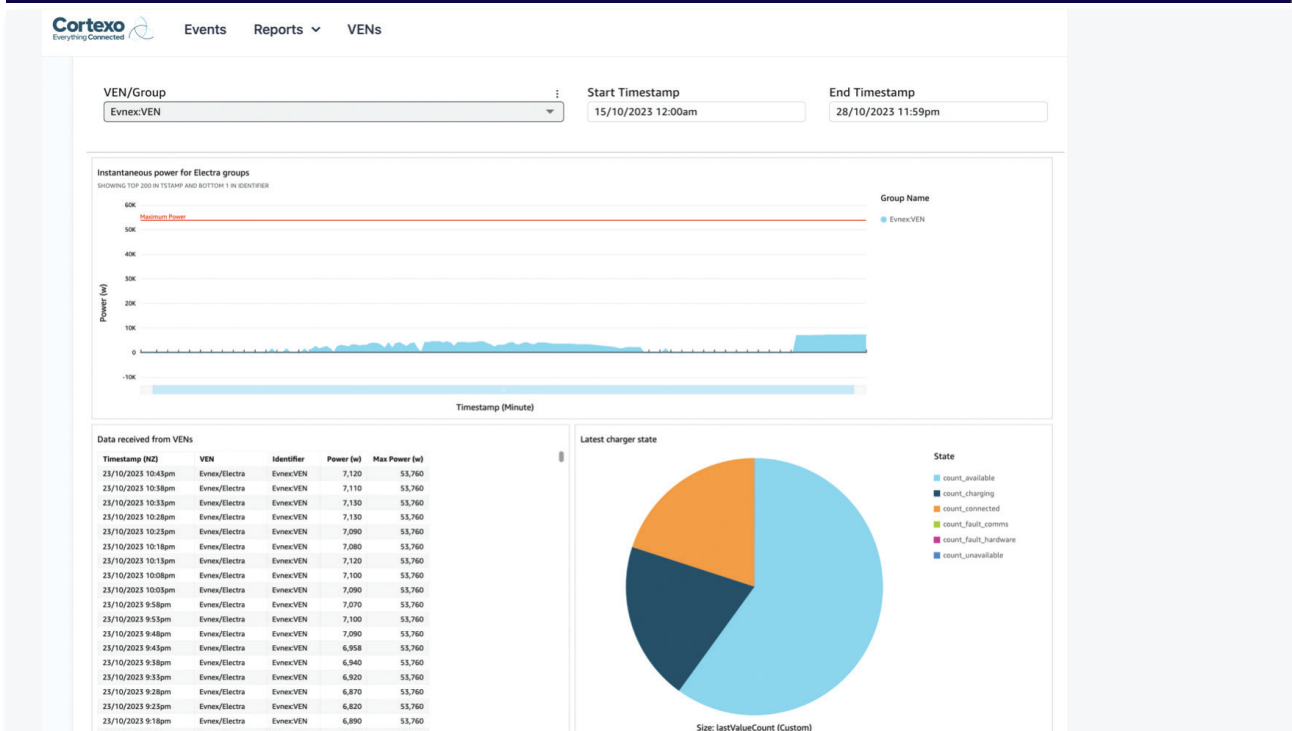 Cortexo
Everything Connected
Events Reports VENs
VEN/Group
Evnex:VEN
Start Timestamp
15/10/2023 12:00am
End Timestamp
28/10/2023 11:59pm
Instantaneous power for Electra groups
SHOWING TOP 200 IN TSTAMP AND BOTTOM 1 IN IDENTIFIER
60K
Maximum Power
50K
40K
30K
20K
10K
0
-10K
Power (w)
Timestamp (Minute)
Group Name
Evnex:VEN
Data received from VENs
Timestamp (NZ) VEN Identifier Power (w) Max Power (w)
23/10/2023 10:43pm Evnex/Electra Evnex:VEN 7,120 53,760
23/10/2023 10:38pm Evnex/Electra Evnex:VEN 7,110 53,760
23/10/2023 10:33pm Evnex/Electra Evnex:VEN 7,130 53,760
23/10/2023 10:28pm Evnex/Electra Evnex:VEN 7,130 53,760
23/10/2023 10:23pm Evnex/Electra Evnex:VEN 7,090 53,760
23/10/2023 10:18pm Evnex/Electra Evnex:VEN 7,080 53,760
23/10/2023 10:13pm Evnex/Electra Evnex:VEN 7,120 53,760
23/10/2023 10:08pm Evnex/Electra Evnex:VEN 7,100 53,760
23/10/2023 10:03pm Evnex/Electra Evnex:VEN 7,090 53,760
23/10/2023 9:58pm Evnex/Electra Evnex:VEN 7,070 53,760
23/10/2023 9:53pm Evnex/Electra Evnex:VEN 7,100 53,760
23/10/2023 9:48pm Evnex/Electra Evnex:VEN 7,090 53,760
23/10/2023 9:43pm Evnex/Electra Evnex:VEN 6,958 53,760
23/10/2023 9:38pm Evnex/Electra Evnex:VEN 6,940 53,760
23/10/2023 9:33pm Evnex/Electra Evnex:VEN 6,920 53,760
23/10/2023 9:28pm Evnex/Electra Evnex:VEN 6,870 53,760
23/10/2023 9:23pm Evnex/Electra Evnex:VEN 6,820 53,760
23/10/2023 9:18pm Evnex/Electra Evnex:VEN 6,890 53,760
Latest charger state
State
count_available
count_charging
count_connected
count_fault_comms
count_fault_hardware
count_unavailable
Size: lastValueCount (Custom)